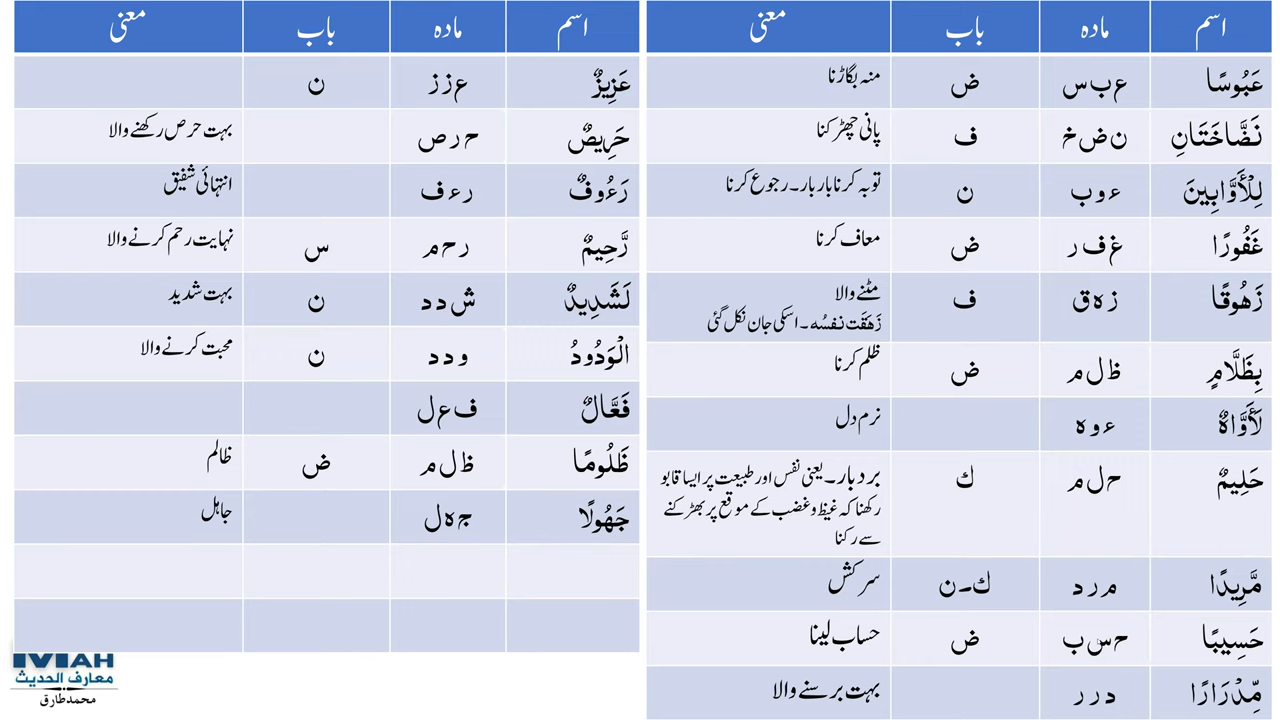 اسم مادہ باب معنی
عَبُوسًا ع ب س ض منہ بگاڑنا
نَضَّاخَتَانِ ن ض خ ف پانی چھڑکنا
لِلْأَوَّابِينَ ء و ب ن توبہ کرنا بار بار۔ رجوع کرنا
غَفُورًا غ ف ر ض معاف کرنا
زَهُوقًا ز ہ ق ف مٹنے والا
زَهَقَت نفسُه۔ اسکی جان نکل گئی
بِظَلَّامٍ ظ ل م ض ظلم کرنا
لَأَوَّاهٌ ء و ہ نرم دل
حَلِيمٌ ح ل م ك بردبار۔ یعنی نفس اور طبیعت پر ایسا قابو
رکھنا کہ غیظ و غضب کے موقع پر بھڑکنے
سے رکنا
مَّرِيدًا م ر د ك۔ن سرکش
حَسِيبًا ح س ب ض حساب لینا
مِّدْرَارًا د ر ر بہت برسنے والا
اسم مادہ باب معنی
عَزِيزٌ ع ز ز ن
حَرِيصٌ ح ر ص بہت حرص رکھنے والا
رَءُوفٌ ر ء ف انتہائی شفیق
رَّحِيمٌ ر ح م س نہایت رحم کرنے والا
لَشَدِيدٌ ش د د ن بہت شدید
الْوَدُودُ و د د ن محبت کرنے والا
فَعَّالٌ ف ع ل
ظَلُومًا ظ ل م ض ظالم
جَهُولًا ج ہ ل جاہل
IVIAH
معارف الحديث
محمد طارق